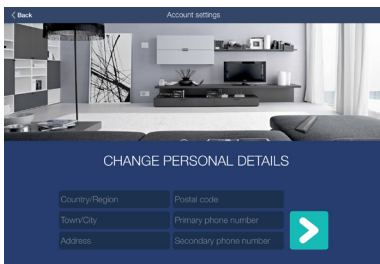 Back
Account settings
CHANGE PERSONAL DETAILS
Country/Region
Postal code
Town/City
Primary phone number
Address
Secondary phone number